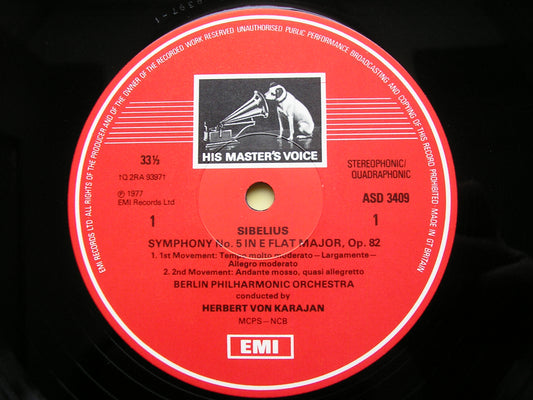 EMI RECORDS LTD ALL RIGHTS OF THE PRODUCER AND OF THE OWNER OF THE RECORDED WORK RESERVED UNAUTHORISED PUBLIC PERFORMANCE BROADCASTING AND COPYING OF THIS RECORD PROHIBITED. MADE IN GT BRITAIN
HIS MASTER'S VOICE
33⅓
1Q 2RA 93971
℗ 1977
EMI Records Ltd
STEREOPHONIC/
QUADRAPHONIC
ASD 3409
1 1
SIBELIUS
SYMPHONY No. 5 IN E FLAT MAJOR, Op. 82
1. 1st Movement: Tempo molto moderato – Largamente –
Allegro moderato
2. 2nd Movement: Andante mosso, quasi allegretto
BERLIN PHILHARMONIC ORCHESTRA
conducted by
HERBERT VON KARAJAN
MCPS – NCB
EMI